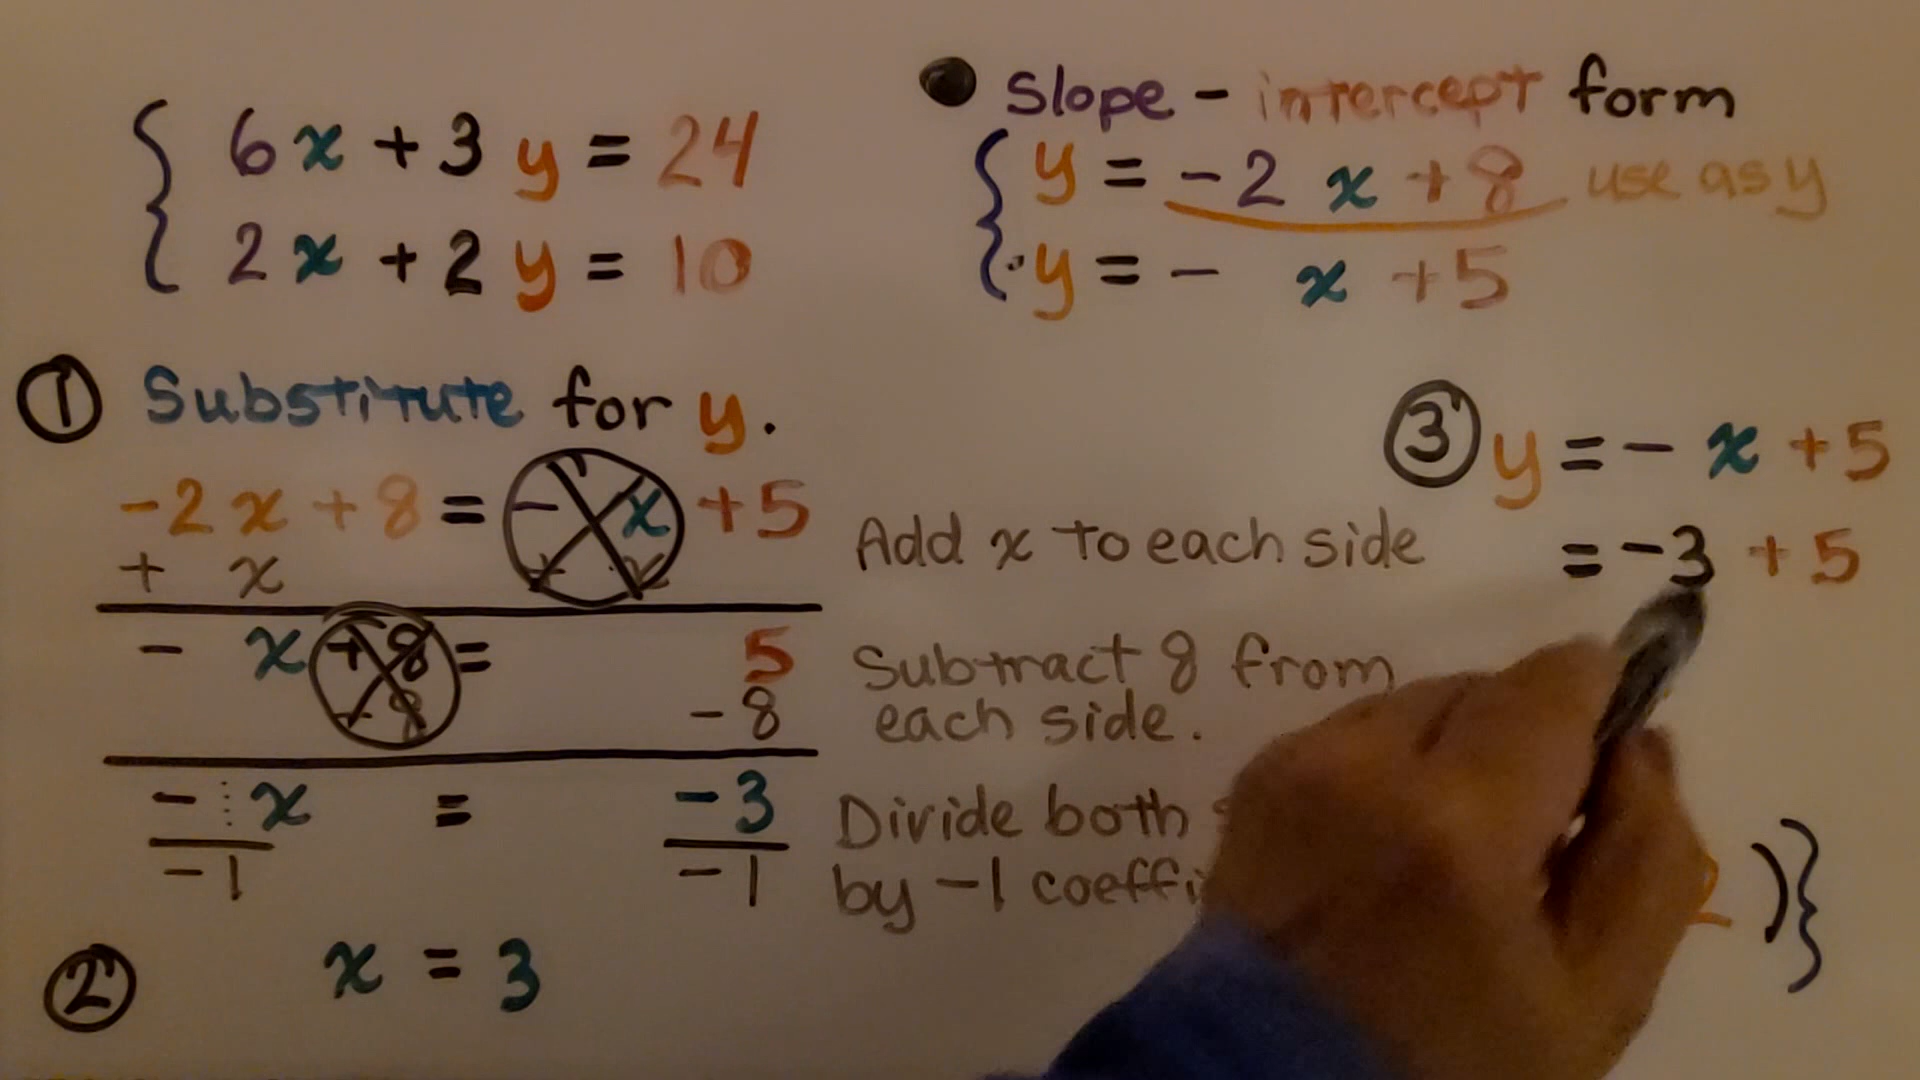 6x + 3y = 24
2x + 2y = 10
Slope-intercept form
y = -2x + 8 use as y
y = - x + 5
① Substitute for y.
-2x + 8 = - x + 5
+ x + x
Add x to each side
- x + 8 = 5
- 8 - 8
Subtract 8 from
each side.
- x = -3
-1 -1
Divide both
by -1
② x = 3
③ y = - x + 5
= -3 + 5
2 ) }